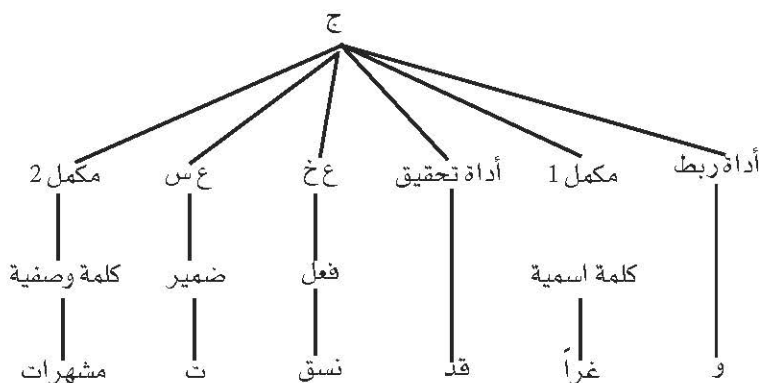 ج
أداة ربط مكمل 1 أداة تحقيق ع خ ع س مكمل 2
كلمة اسمية فعل ضمير كلمة وصفية
و غراً قد نسق ت مشهرات